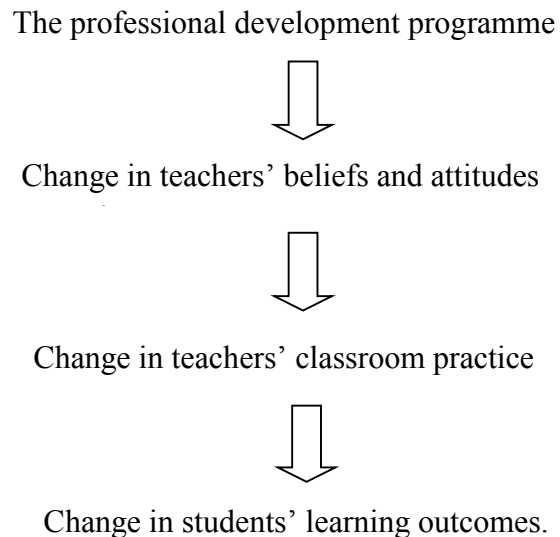 The professional development programme
Change in teachers’ beliefs and attitudes
Change in teachers’ classroom practice
Change in students’ learning outcomes.